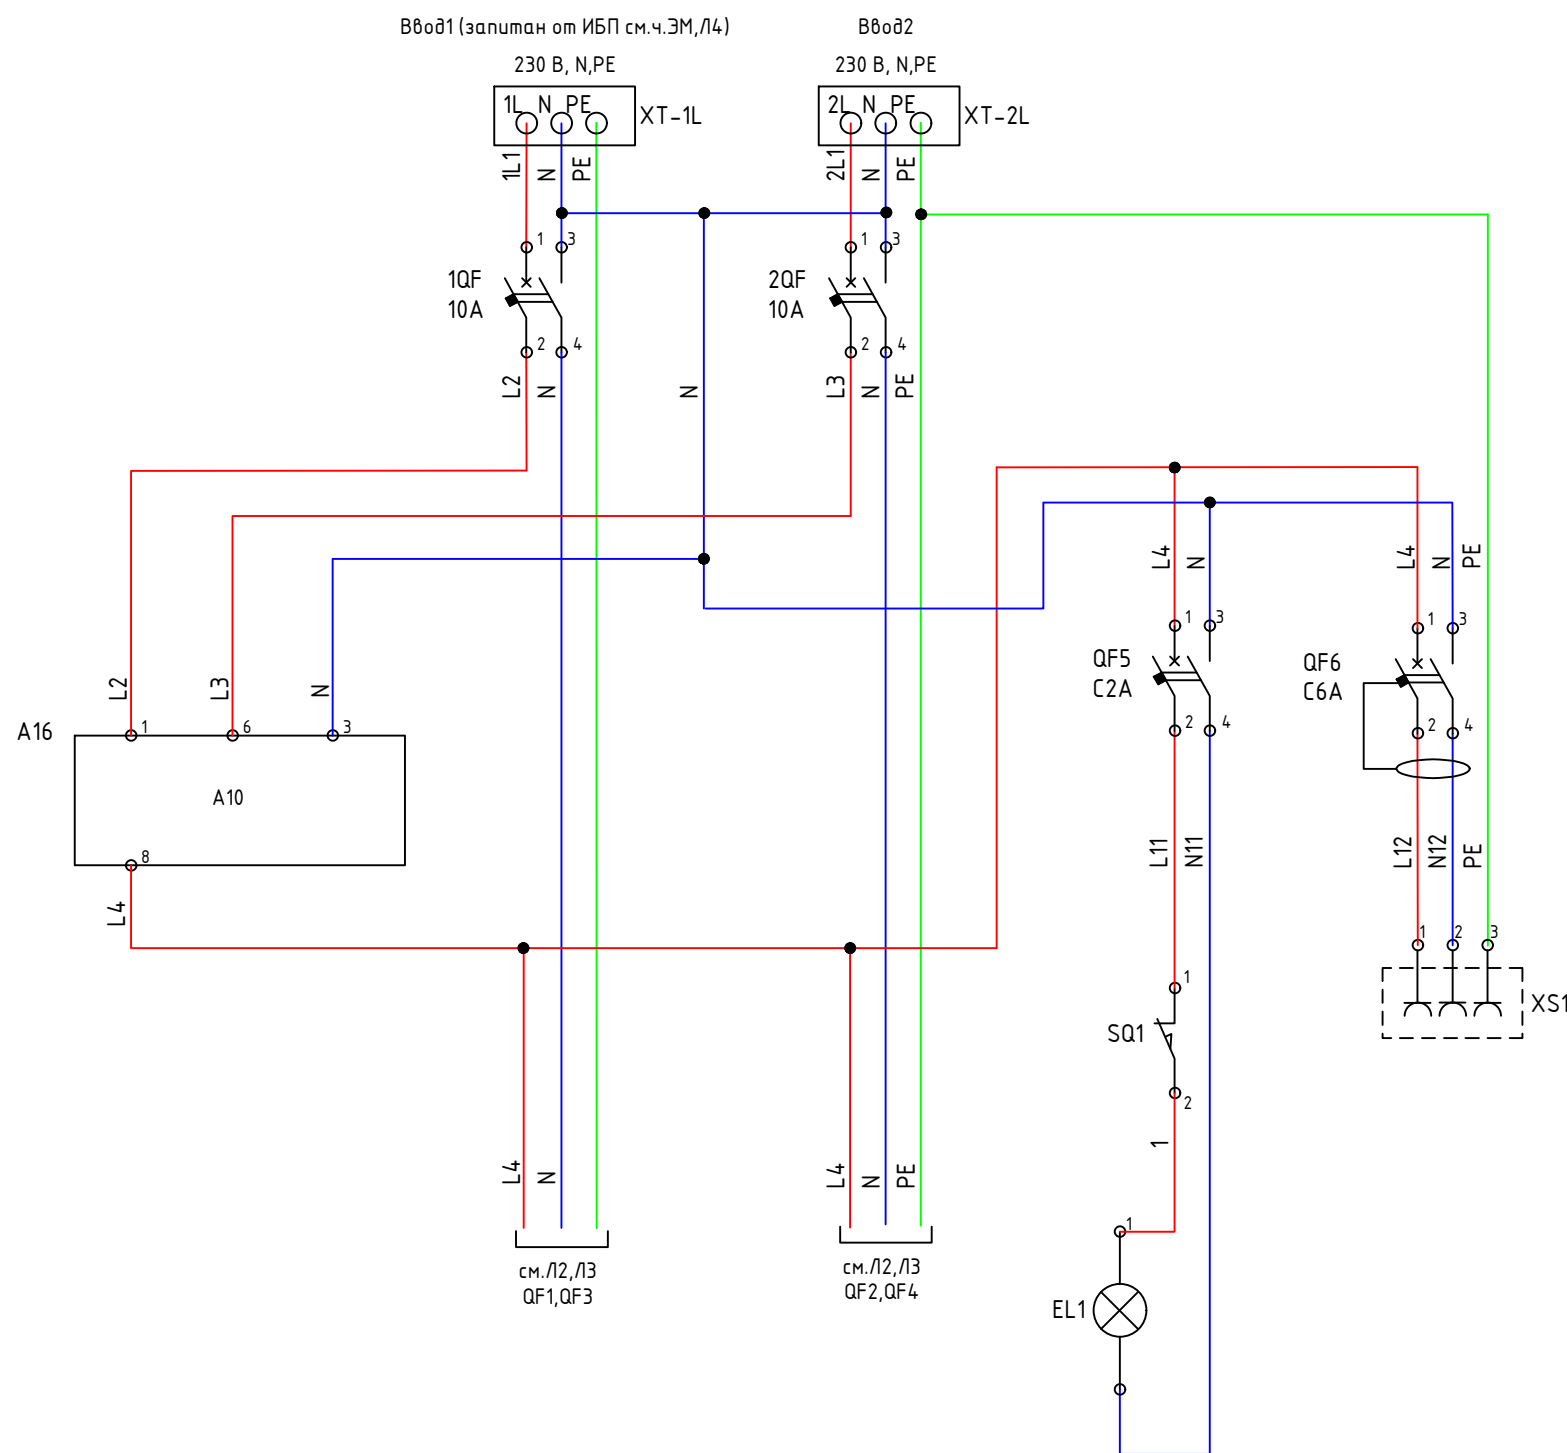 Ввод1 (запитан от ИБП см.ч.ЭМ,Л4)
Ввод2
230 В, N,PE
230 В, N,PE
1L N PE
XT-1L
2L N PE
XT-2L
1L1 N PE
2L1 N PE
1 3
1 3
1QF
10А
2QF
10А
2 4
2 4
L2 N
N
L3 N PE
L4 N
L4 N PE
1 3
1 3
QF5
C2A
QF6
C6A
2 4
2 4
L2 L3 N
A16
1 6 3
A10
8
L4
L11 N11
L12 N12 PE
1 2 3
XS1
1
SQ1
2
1
L4 N
L4 N PE
1
EL1
см.Л2,Л3
QF1,QF3
см.Л2,Л3
QF2,QF4